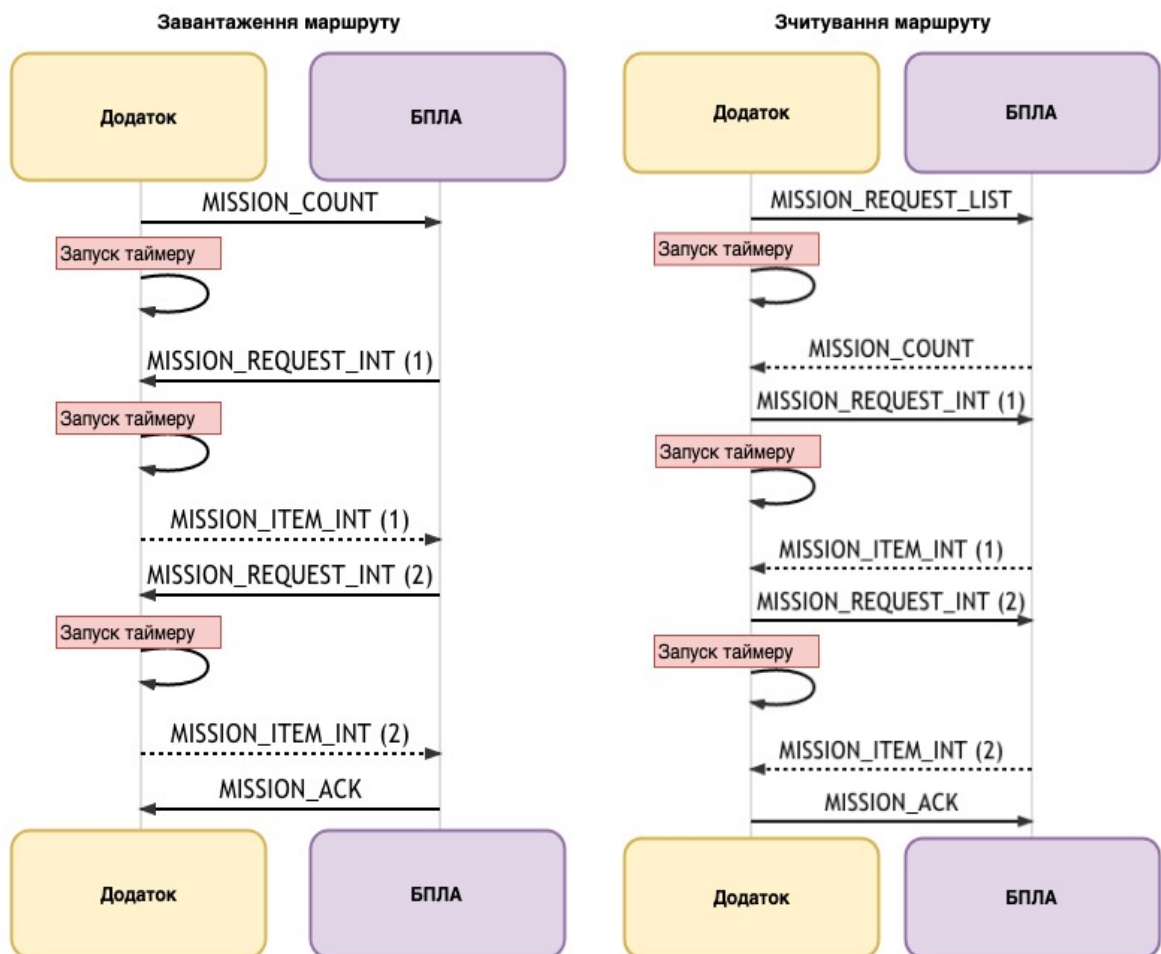 Завантаження маршруту
Додаток
БПЛА
MISSION_COUNT
Запуск таймеру
MISSION_REQUEST_INT (1)
Запуск таймеру
MISSION_ITEM_INT (1)
MISSION_REQUEST_INT (2)
Запуск таймеру
MISSION_ITEM_INT (2)
MISSION_ACK
Додаток
БПЛА
Зчитування маршруту
Додаток
БПЛА
MISSION_REQUEST_LIST
Запуск таймеру
MISSION_COUNT
MISSION_REQUEST_INT (1)
Запуск таймеру
MISSION_ITEM_INT (1)
MISSION_REQUEST_INT (2)
Запуск таймеру
MISSION_ITEM_INT (2)
MISSION_ACK
Додаток
БПЛА